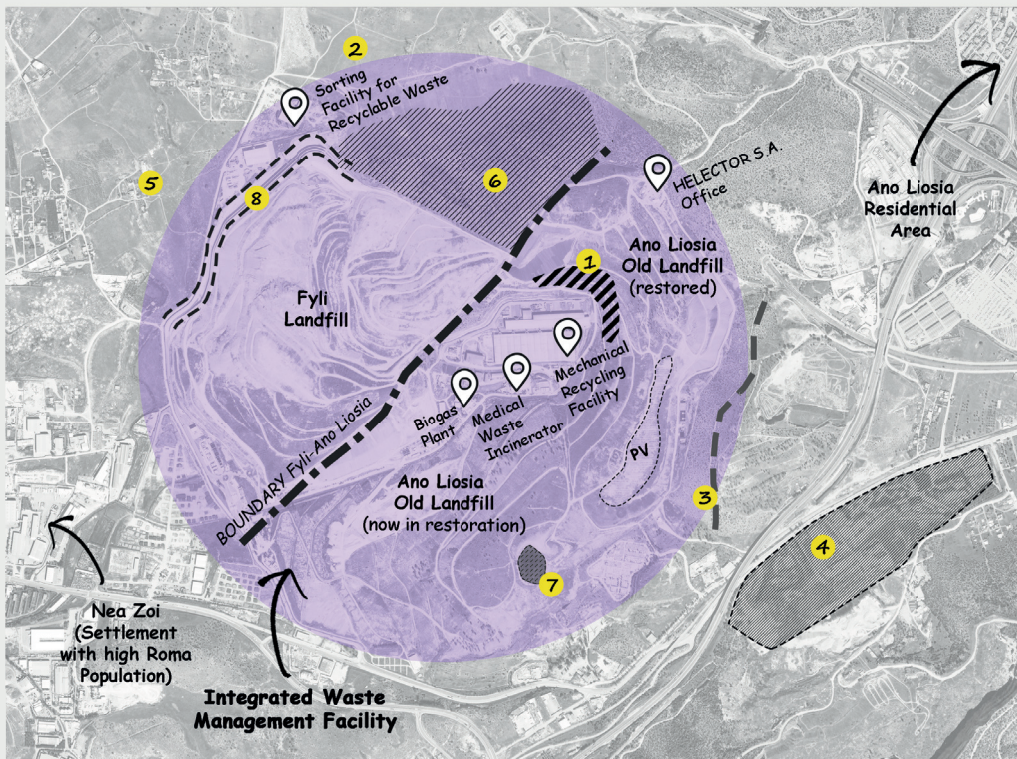 2
Sorting
Facility for
Recyclable Waste
5
8
6
HELECTOR S.A.
Office
Ano Liosia
Residential
Area
1
Ano Liosia
Old Landfill
(restored)
Fyli
Landfill
Mechanical
Recycling
Facility
Medical
Waste
Incinerator
Biogas
Plant
BOUNDARY Fyli-Ano Liosia
PV
Ano Liosia
Old Landfill
(now in restoration)
3
4
7
Nea Zoi
(Settlement
with high Roma
Population)
Integrated Waste
Management Facility